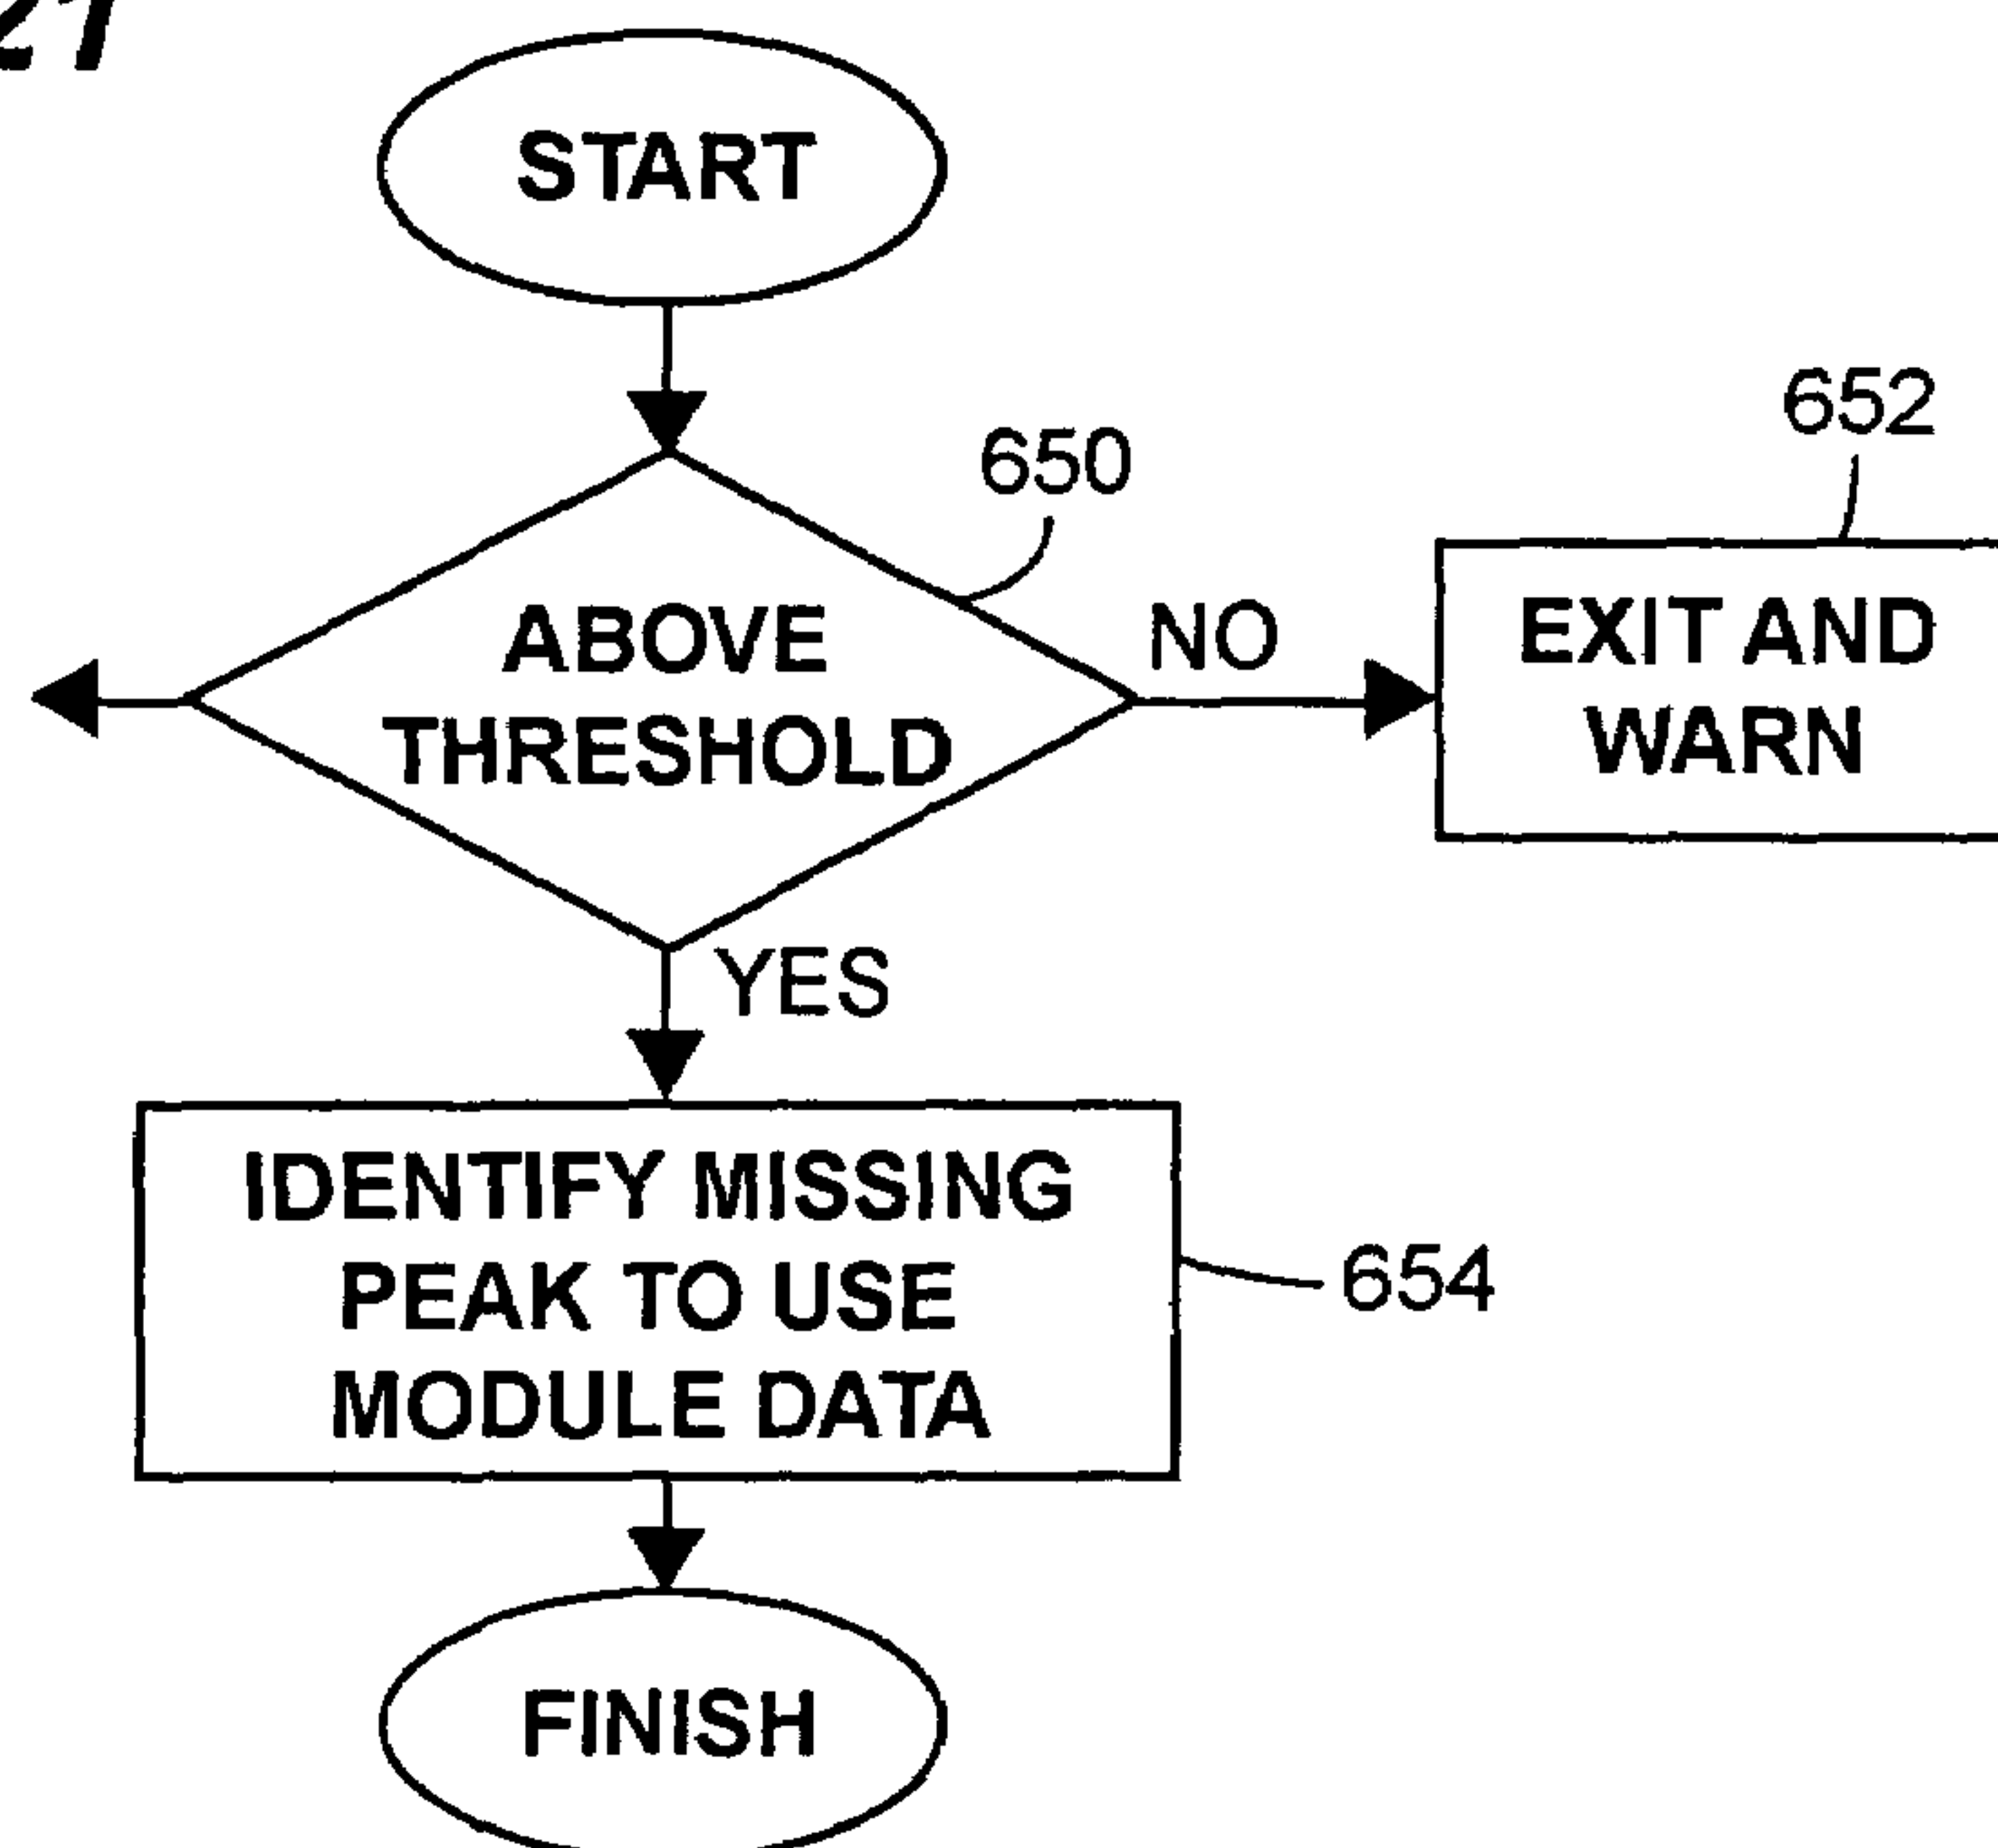 27
START
650
652
ABOVE
THRESHOLD
NO
EXIT AND
WARN
YES
IDENTIFY MISSING
PEAK TO USE
MODULE DATA
654
FINISH